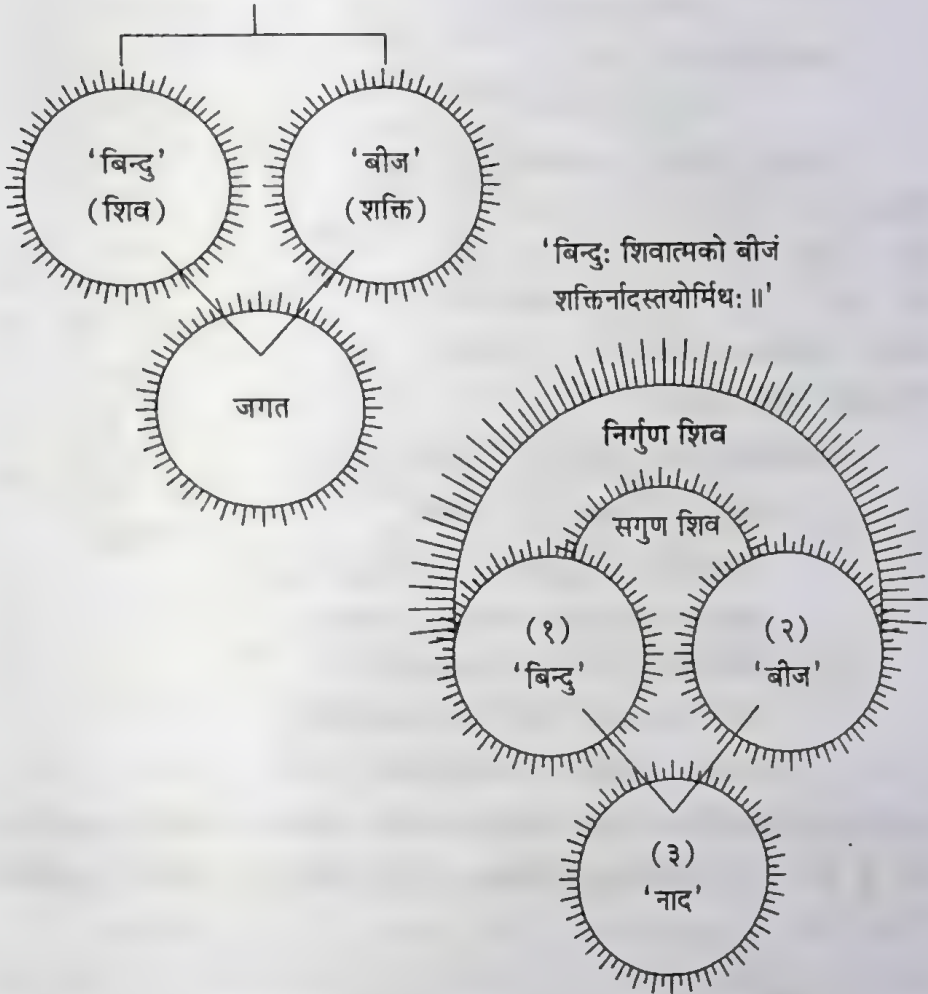 'बिन्दु'
(शिव)
'बीज'
(शक्ति)
जगत
'बिन्दुः शिवात्मको बीजं
शक्तिर्नादस्तयोर्मिथः॥'
निर्गुण शिव
सगुण शिव
(१)
'बिन्दु'
(२)
'बीज'
(३)
'नाद'